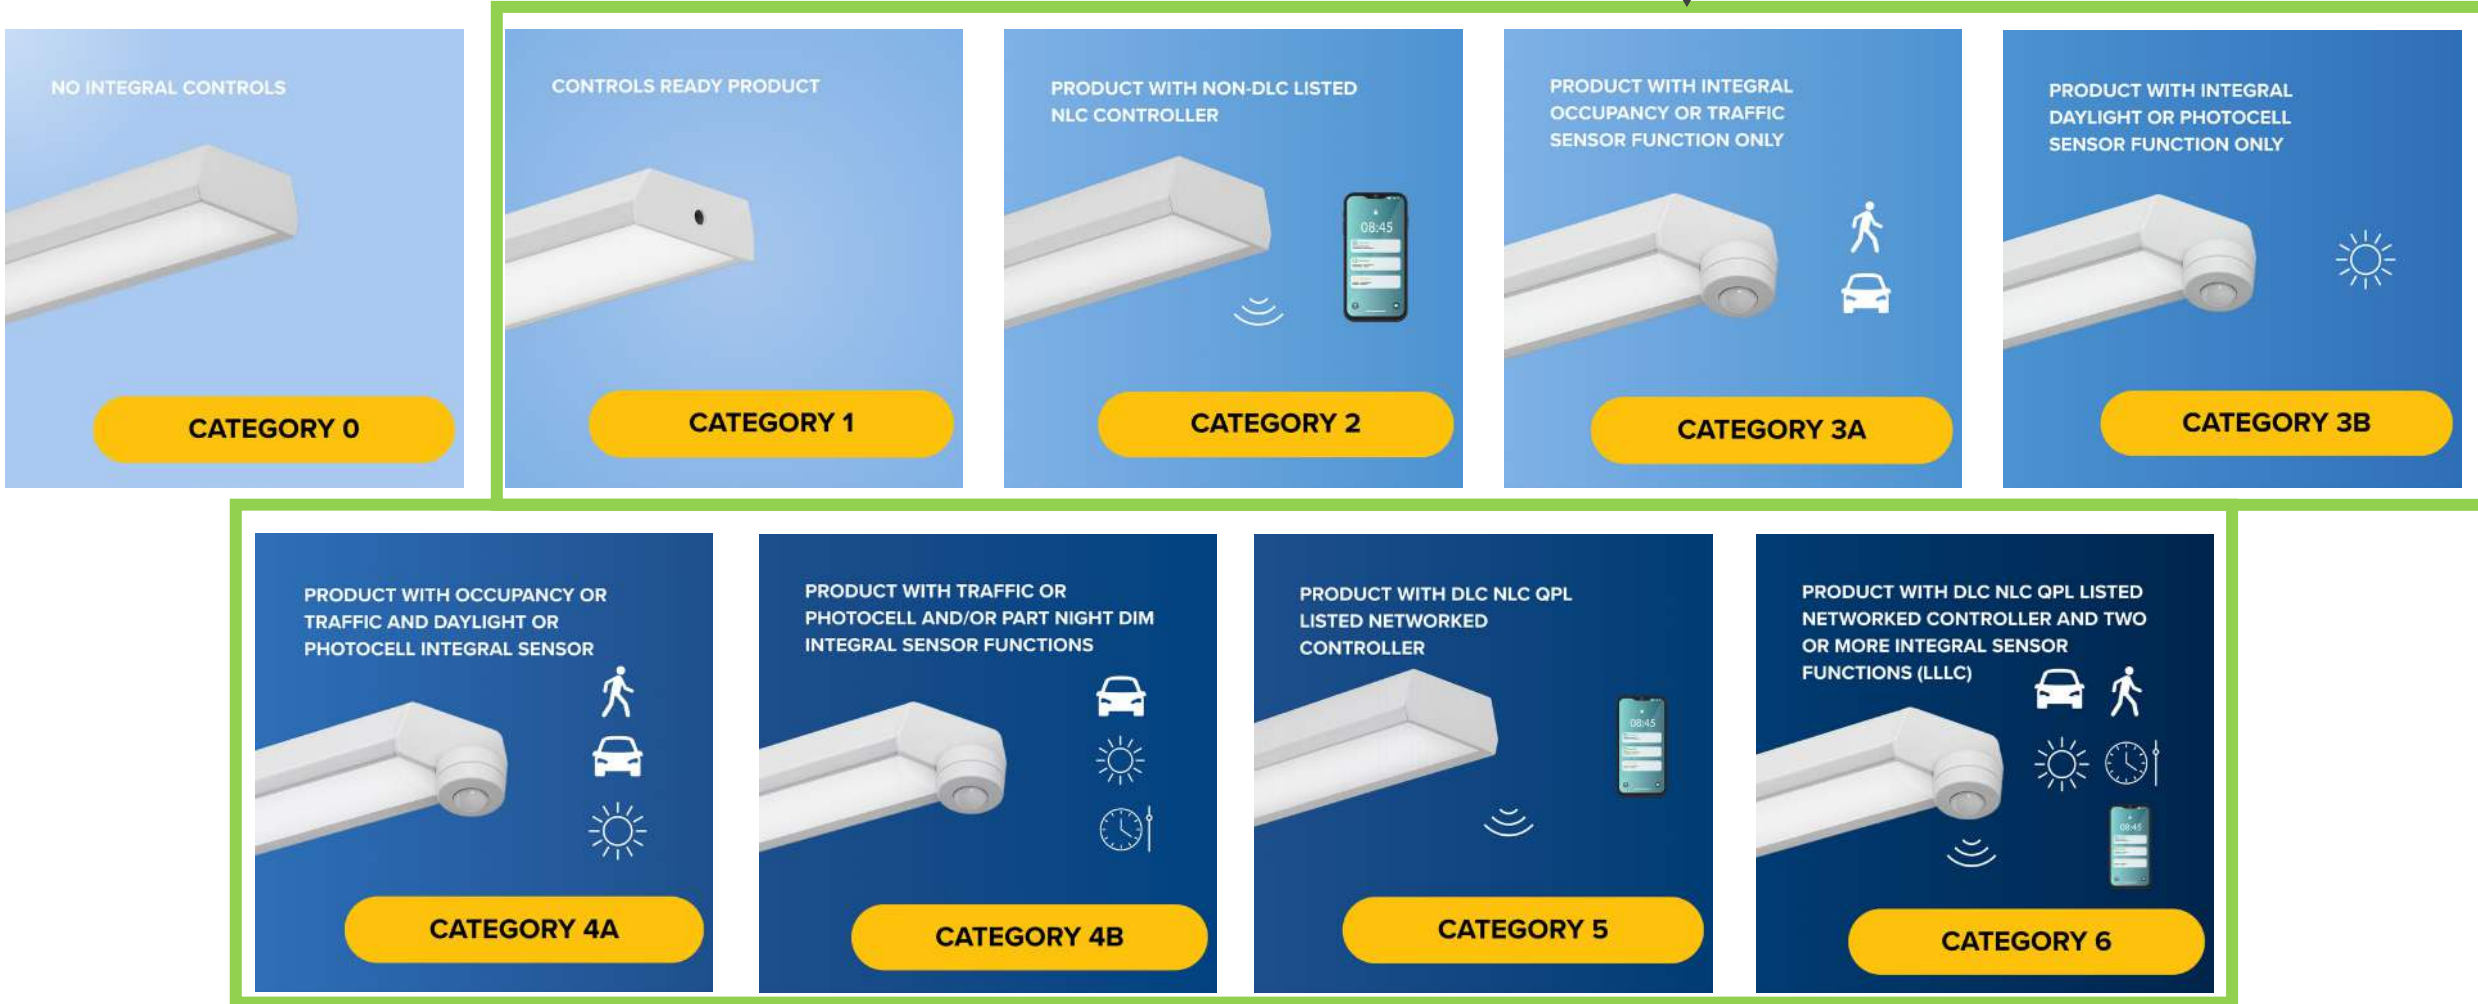 NO INTEGRAL CONTROLS
CATEGORY 0
CONTROLS READY PRODUCT
CATEGORY 1
PRODUCT WITH NON-DLC LISTED
NLC CONTROLLER
08:45
CATEGORY 2
PRODUCT WITH INTEGRAL
OCCUPANCY OR TRAFFIC
SENSOR FUNCTION ONLY
CATEGORY 3A
PRODUCT WITH INTEGRAL
DAYLIGHT OR PHOTOCELL
SENSOR FUNCTION ONLY
CATEGORY 3B
PRODUCT WITH OCCUPANCY OR
TRAFFIC AND DAYLIGHT OR
PHOTOCELL INTEGRAL SENSOR
CATEGORY 4A
PRODUCT WITH TRAFFIC OR
PHOTOCELL AND/OR PART NIGHT DIM
INTEGRAL SENSOR FUNCTIONS
CATEGORY 4B
PRODUCT WITH DLC NLC QPL
LISTED NETWORKED
CONTROLLER
08:45
CATEGORY 5
PRODUCT WITH DLC NLC QPL LISTED
NETWORKED CONTROLLER AND TWO
OR MORE INTEGRAL SENSOR
FUNCTIONS (LLLC)
08:45
CATEGORY 6